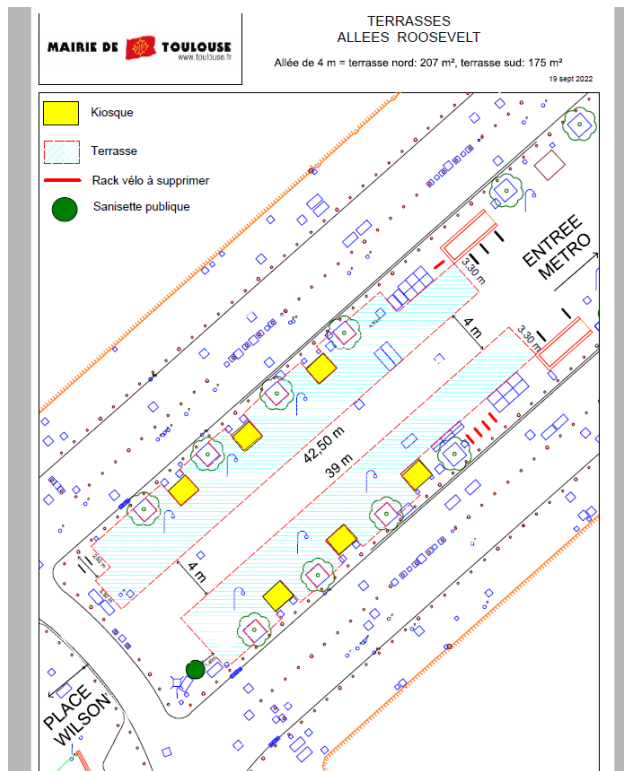 MAIRIE DE TOULOUSE
www.toulouse.fr
TERRASSES
ALLEES ROOSEVELT
Allée de 4 m = terrasse nord: 207 m², terrasse sud: 175 m²
19 sept 2022
Kiosque
Terrasse
Rack vélo à supprimer
Sanisette publique
ENTREE
METRO
3.30 m
3.30 m
4 m
42,50 m
39 m
4 m
PLACE
WILSON